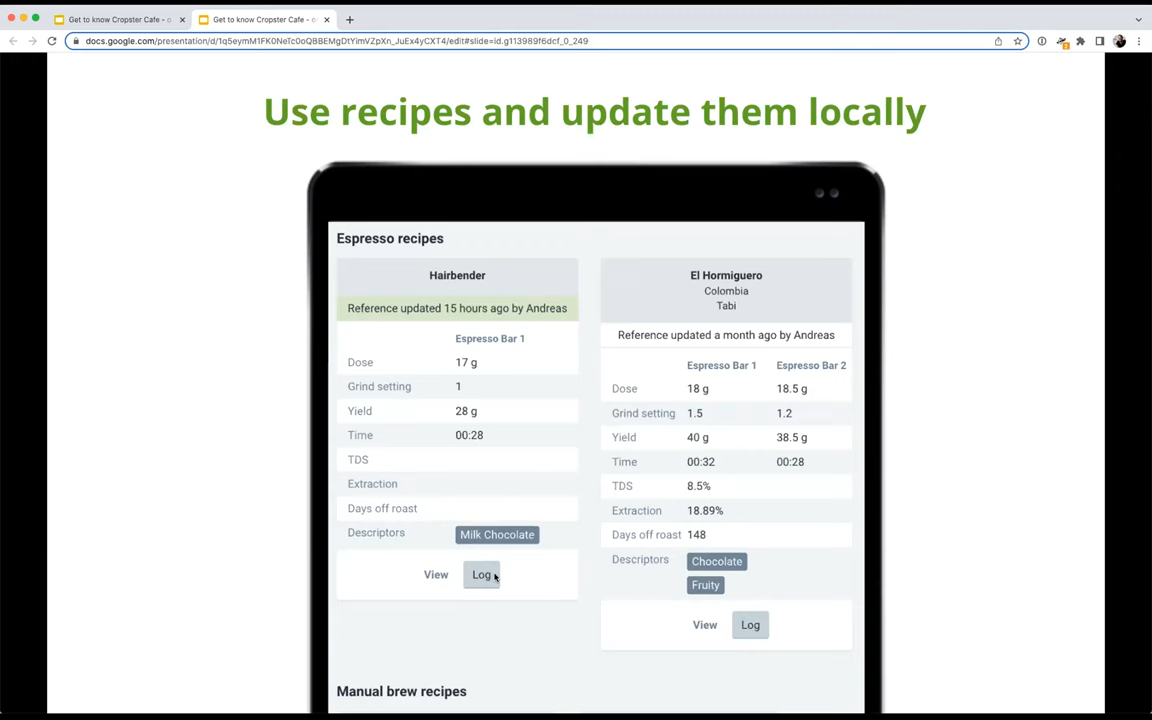 Get to know Cropster Cafe - o
Get to know Cropster Cafe - o
docs.google.com/presentation/d/1q5eymM1FK0NeTc0oQBBEMgDtYimVZpXn_JuEx4yCXT4/edit#slide=id.g113989f6dcf_0_249
Use recipes and update them locally
Espresso recipes
Hairbender
Reference updated 15 hours ago by Andreas
Espresso Bar 1
Dose 17 g
Grind setting 1
Yield 28 g
Time 00:28
TDS
Extraction
Days off roast
Descriptors Milk Chocolate
View Log
El Hormiguero
Colombia
Tabi
Reference updated a month ago by Andreas
Espresso Bar 1 Espresso Bar 2
Dose 18 g 18.5 g
Grind setting 1.5 1.2
Yield 40 g 38.5 g
Time 00:32 00:28
TDS 8.5%
Extraction 18.89%
Days off roast 148
Descriptors Chocolate
Fruity
View Log
Manual brew recipes